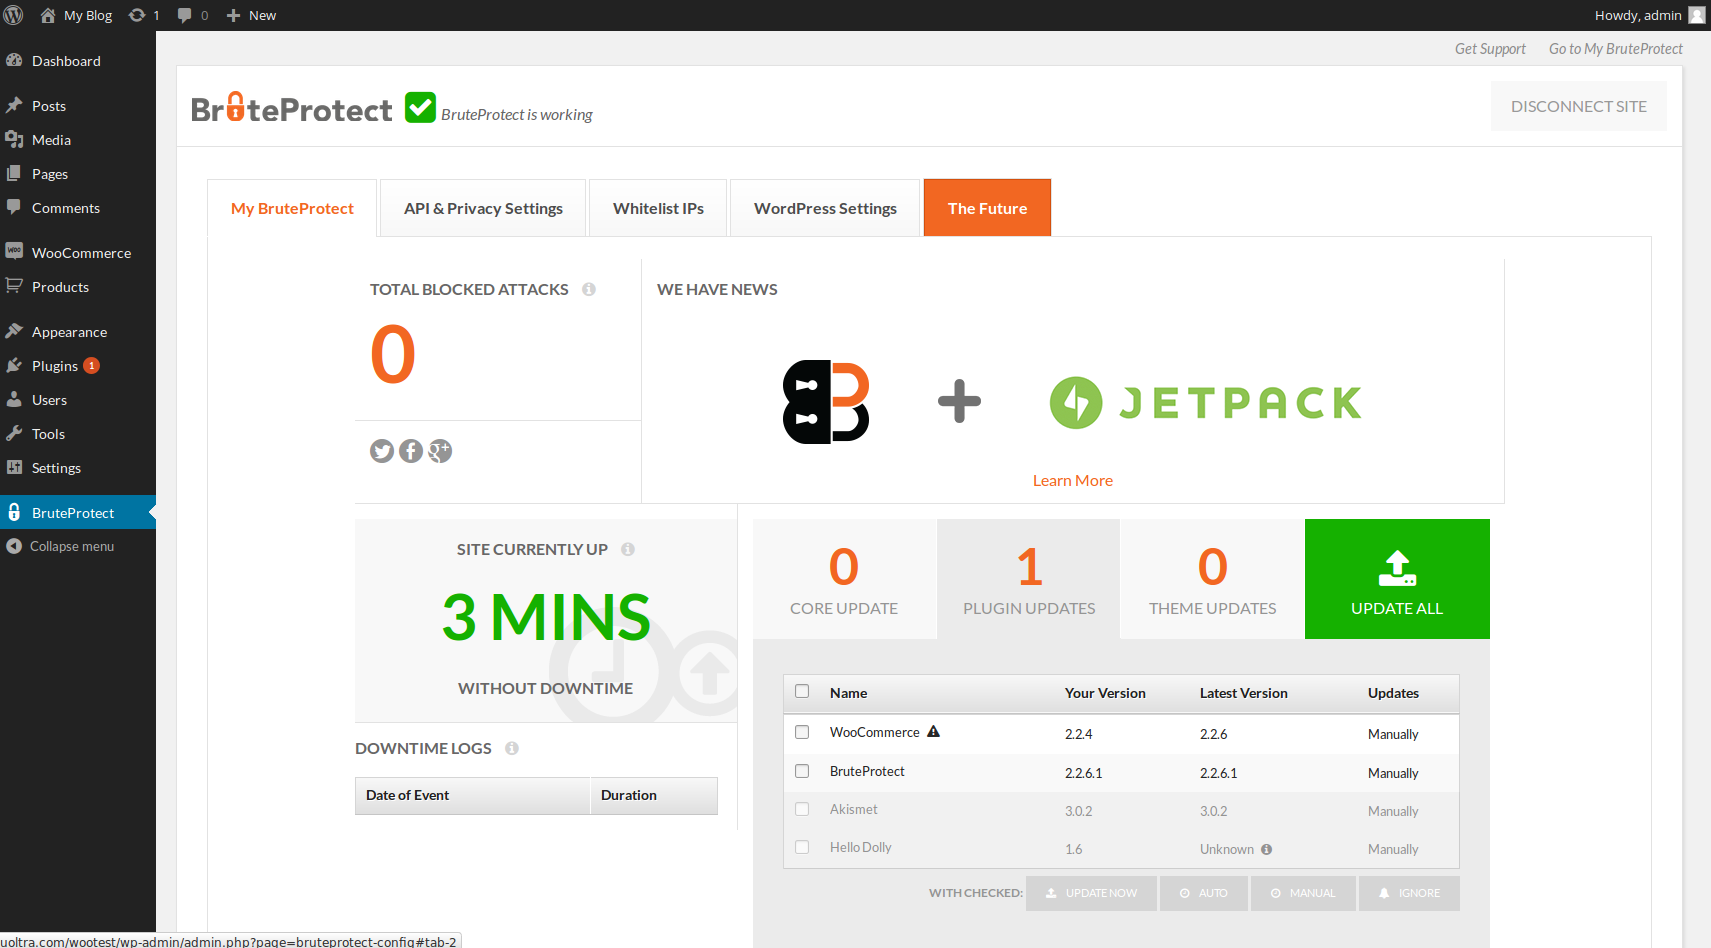 My Blog 1 0 New Howdy, admin
Get Support Go to My BruteProtect
Dashboard
Posts
Media
Pages
Comments
WooCommerce
Products
Appearance
Plugins 1
Users
Tools
Settings
BruteProtect
Collapse menu
BruteProtect BruteProtect is working DISCONNECT SITE
My BruteProtect API & Privacy Settings Whitelist IPs WordPress Settings The Future
TOTAL BLOCKED ATTACKS
0
WE HAVE NEWS
JETPACK
Learn More
SITE CURRENTLY UP
3 MINS
WITHOUT DOWNTIME
DOWNTIME LOGS
Date of Event Duration
0 1 0
CORE UPDATE PLUGIN UPDATES THEME UPDATES UPDATE ALL
Name Your Version Latest Version Updates
WooCommerce 2.2.4 2.2.6 Manually
BruteProtect 2.2.6.1 2.2.6.1 Manually
Akismet 3.0.2 3.0.2 Manually
Hello Dolly 1.6 Unknown Manually
WITH CHECKED: UPDATE NOW AUTO MANUAL IGNORE
uoltra.com/wootest/wp-admin/admin.php?page=bruteprotect-config#tab-2